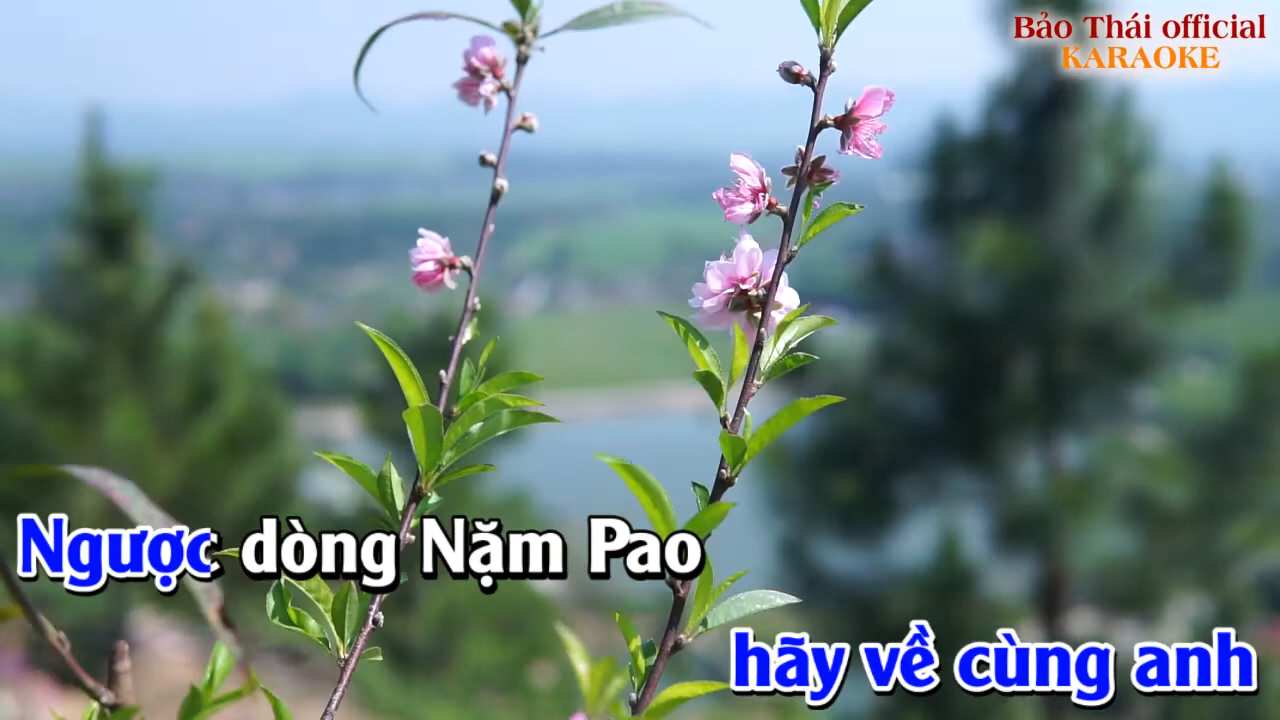 Bảo Thái official
KARAOKE
Ngược dòng Nặm Pao
hãy về cùng anh